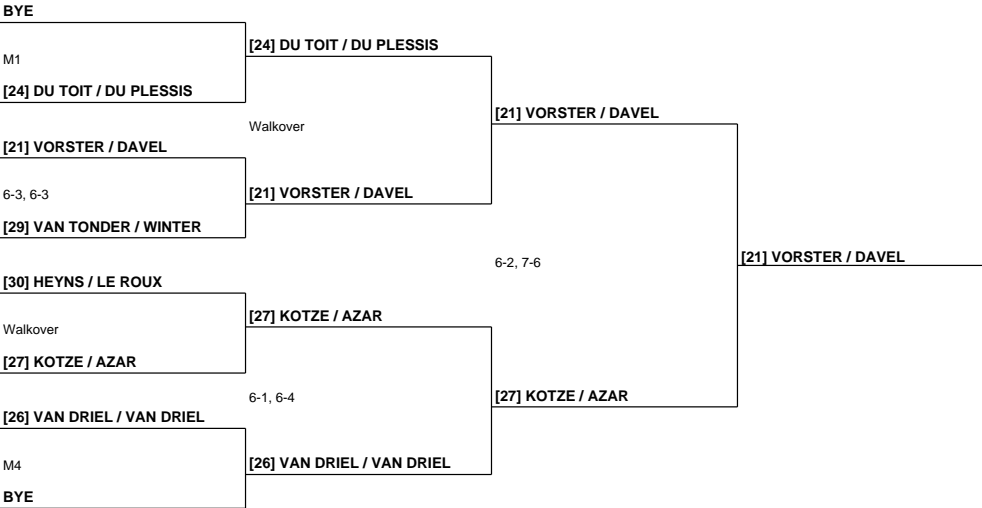 BYE
M1
[24] DU TOIT / DU PLESSIS
[21] VORSTER / DAVEL
6-3, 6-3
[29] VAN TONDER / WINTER
[30] HEYNS / LE ROUX
Walkover
[27] KOTZE / AZAR
[26] VAN DRIEL / VAN DRIEL
M4
BYE
[24] DU TOIT / DU PLESSIS
Walkover
[21] VORSTER / DAVEL
[27] KOTZE / AZAR
6-1, 6-4
[26] VAN DRIEL / VAN DRIEL
[21] VORSTER / DAVEL
6-2, 7-6
[27] KOTZE / AZAR
[21] VORSTER / DAVEL